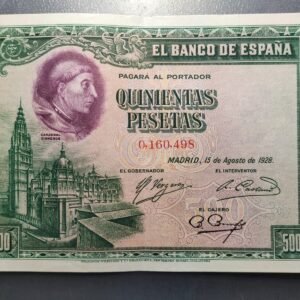 EL BANCO DE ESPAÑA
PAGARÁ AL PORTADOR
QUINIENTAS
PESETAS
0,160,498
MADRID, 15 de Agosto de 1928.
EL GOBERNADOR
EL INTERVENTOR
EL CAJERO
CARDENAL
CISNEROS
500